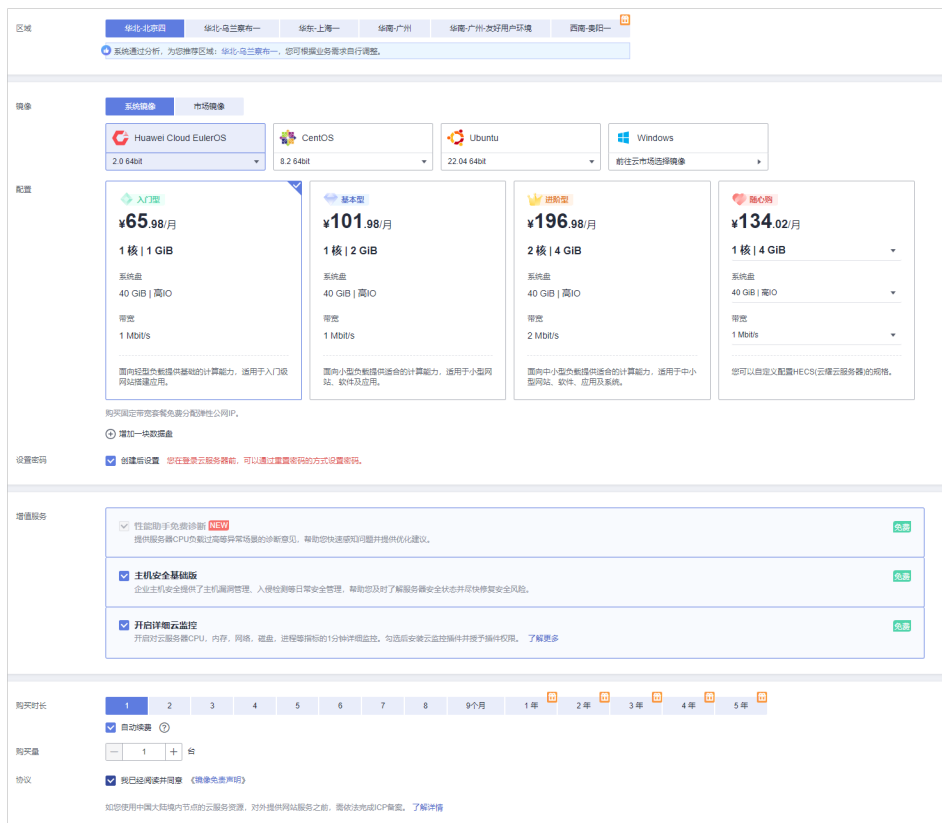 区域
华北-北京四 华北-乌兰察布一 华东-上海一 华南-广州 华南-广州-友好用户环境 西南-贵阳一
系统通过分析，为您推荐区域：华北-乌兰察布一，您可根据业务需求自行调整。
镜像
系统镜像 市场镜像
Huawei Cloud EulerOS CentOS Ubuntu Windows
2.0 64bit 8.2 64bit 22.04 64bit 前往云市场选择镜像
配置
入门型 基本型 进阶型 随心购
¥65.98/月 ¥101.98/月 ¥196.98/月 ¥134.02/月
1 核 | 1 GiB 1 核 | 2 GiB 2 核 | 4 GiB 1 核 | 4 GiB
系统盘 系统盘 系统盘 系统盘
40 GiB | 高IO 40 GiB | 高IO 40 GiB | 高IO 40 GiB | 高IO
带宽 带宽 带宽 带宽
1 Mbit/s 1 Mbit/s 2 Mbit/s 1 Mbit/s
面向轻型负载提供基础的计算能力，适用于入门级 面向小型负载提供适合的计算能力，适用于小型网 面向中小型负载提供适合的计算能力，适用于中小 您可以自定义配置HECS(云耀云服务器)的规格。
网站搭建应用。 站、软件及应用。 型网站、软件、应用及系统。
购买固定带宽套餐免费分配弹性公网IP。
增加一块数据盘
设置密码 创建后设置 您在登录云服务器前，可以通过重置密码的方式设置密码。
增值服务
性能助手免费诊断 NEW 免费
提供服务器CPU负载过高等异常场景的诊断意见，帮助您快速感知问题并提供优化建议。
主机安全基础版 免费
企业主机安全提供了主机漏洞管理、入侵检测等日常安全管理，帮助您及时了解服务器安全状态并尽快修复安全风险。
开启详细云监控 免费
开启对云服务器CPU，内存，网络，磁盘，进程等指标的1分钟详细监控。勾选后安装云监控插件并授予插件权限。 了解更多
购买时长 1 2 3 4 5 6 7 8 9个月 1 年 2 年 3 年 4 年 5 年
自动续费
购买量 1 台
协议 我已经阅读并同意 《镜像免责声明》
如您使用中国大陆境内节点的云服务资源，对外提供网站服务之前，需依法完成ICP备案。 了解详情